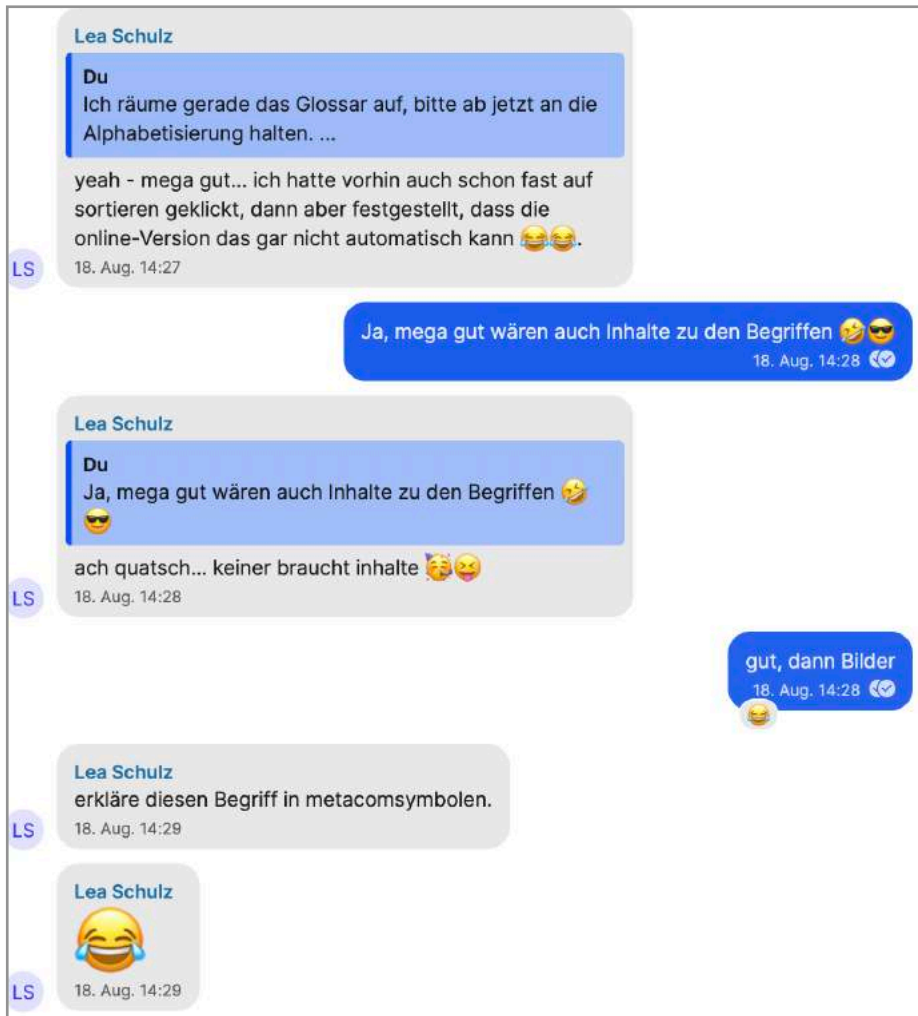 Lea Schulz
Du
Ich räume gerade das Glossar auf, bitte ab jetzt an die
Alphabetisierung halten. ...
yeah - mega gut... ich hatte vorhin auch schon fast auf
sortieren geklickt, dann aber festgestellt, dass die
online-Version das gar nicht automatisch kann 😂😂.
LS
18. Aug. 14:27
Ja, mega gut wären auch Inhalte zu den Begriffen 🤣😎
18. Aug. 14:28
Lea Schulz
Du
Ja, mega gut wären auch Inhalte zu den Begriffen 🤣
😎
ach quatsch... keiner braucht inhalte 🥳😝
LS
18. Aug. 14:28
gut, dann Bilder
18. Aug. 14:28
😂
Lea Schulz
erkläre diesen Begriff in metacomsymbolen.
LS
18. Aug. 14:29
Lea Schulz
😂
LS
18. Aug. 14:29